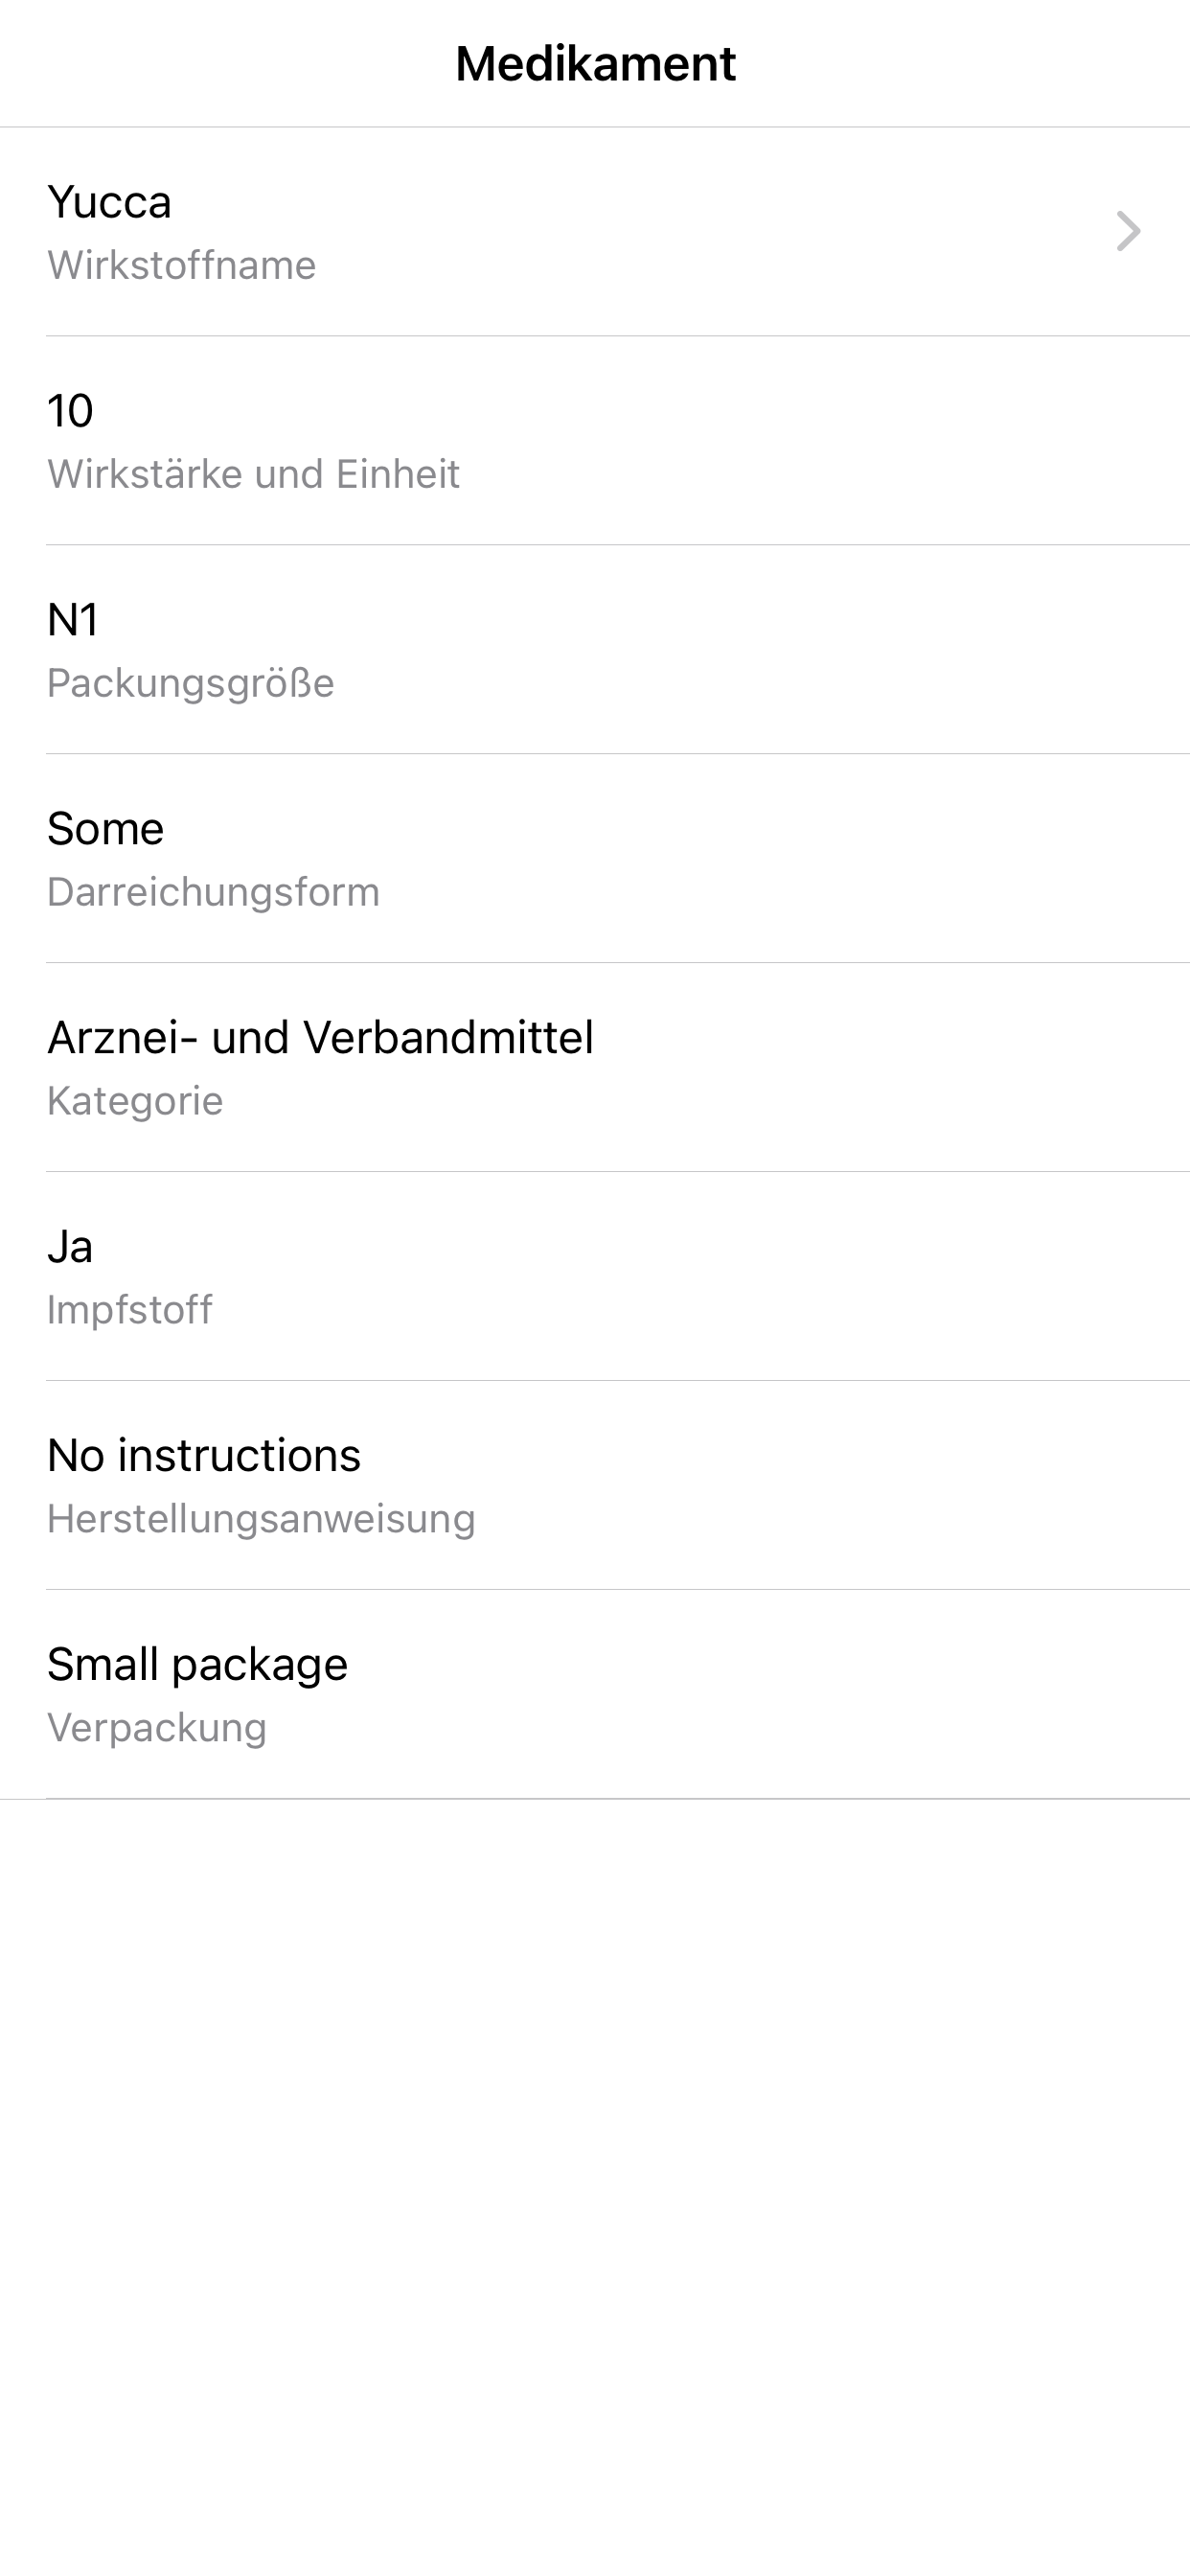 Medikament
Yucca
Wirkstoffname
10
Wirkstärke und Einheit
N1
Packungsgröße
Some
Darreichungsform
Arznei- und Verbandmittel
Kategorie
Ja
Impfstoff
No instructions
Herstellungsanweisung
Small package
Verpackung